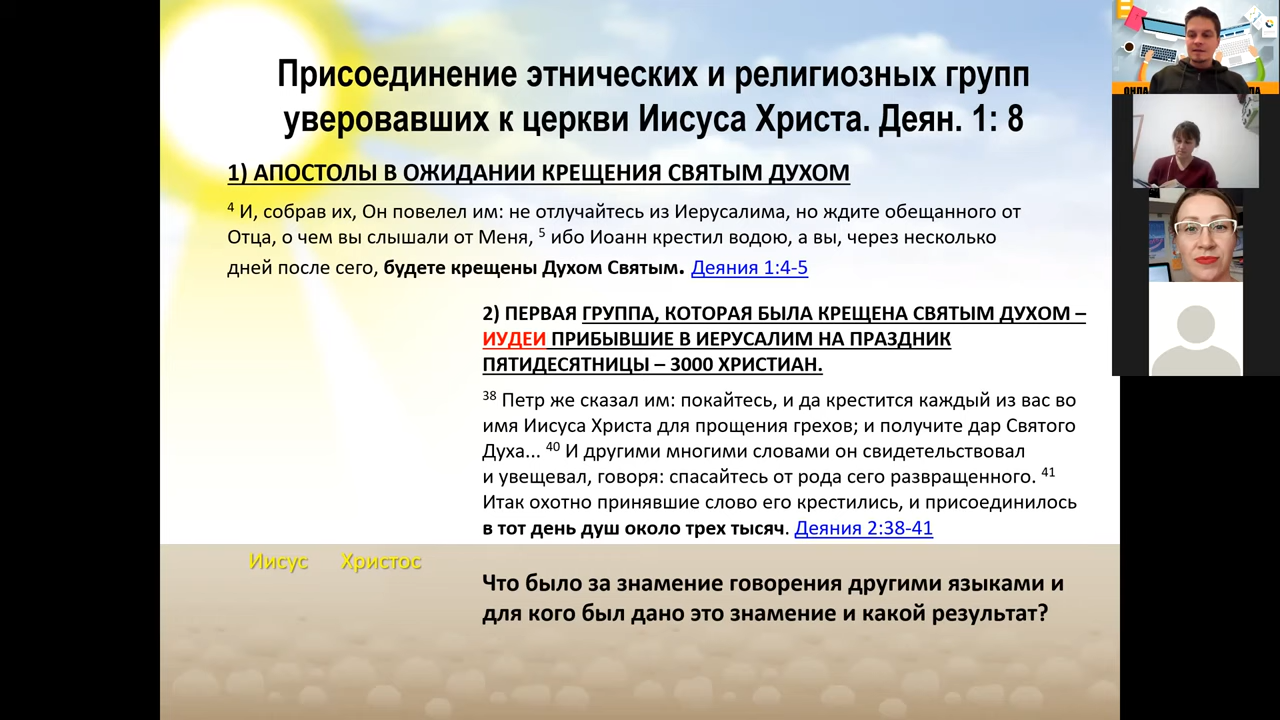 Присоединение этнических и религиозных групп
уверовавших к церкви Иисуса Христа. Деян. 1: 8
1) АПОСТОЛЫ В ОЖИДАНИИ КРЕЩЕНИЯ СВЯТЫМ ДУХОМ
4 И, собрав их, Он повелел им: не отлучайтесь из Иерусалима, но ждите обещанного от
Отца, о чем вы слышали от Меня, 5 ибо Иоанн крестил водою, а вы, через несколько
дней после сего, будете крещены Духом Святым. Деяния 1:4-5
2) ПЕРВАЯ ГРУППА, КОТОРАЯ БЫЛА КРЕЩЕНА СВЯТЫМ ДУХОМ –
ИУДЕИ ПРИБЫВШИЕ В ИЕРУСАЛИМ НА ПРАЗДНИК
ПЯТИДЕСЯТНИЦЫ – 3000 ХРИСТИАН.
38 Петр же сказал им: покайтесь, и да крестится каждый из вас во
имя Иисуса Христа для прощения грехов; и получите дар Святого
Духа... 40 И другими многими словами он свидетельствовал
и увещевал, говоря: спасайтесь от рода сего развращенного. 41
Итак охотно принявшие слово его крестились, и присоединилось
в тот день душ около трех тысяч. Деяния 2:38-41
Иисус Христос
Что было за знамение говорения другими языками и
для кого был дано это знамение и какой результат?